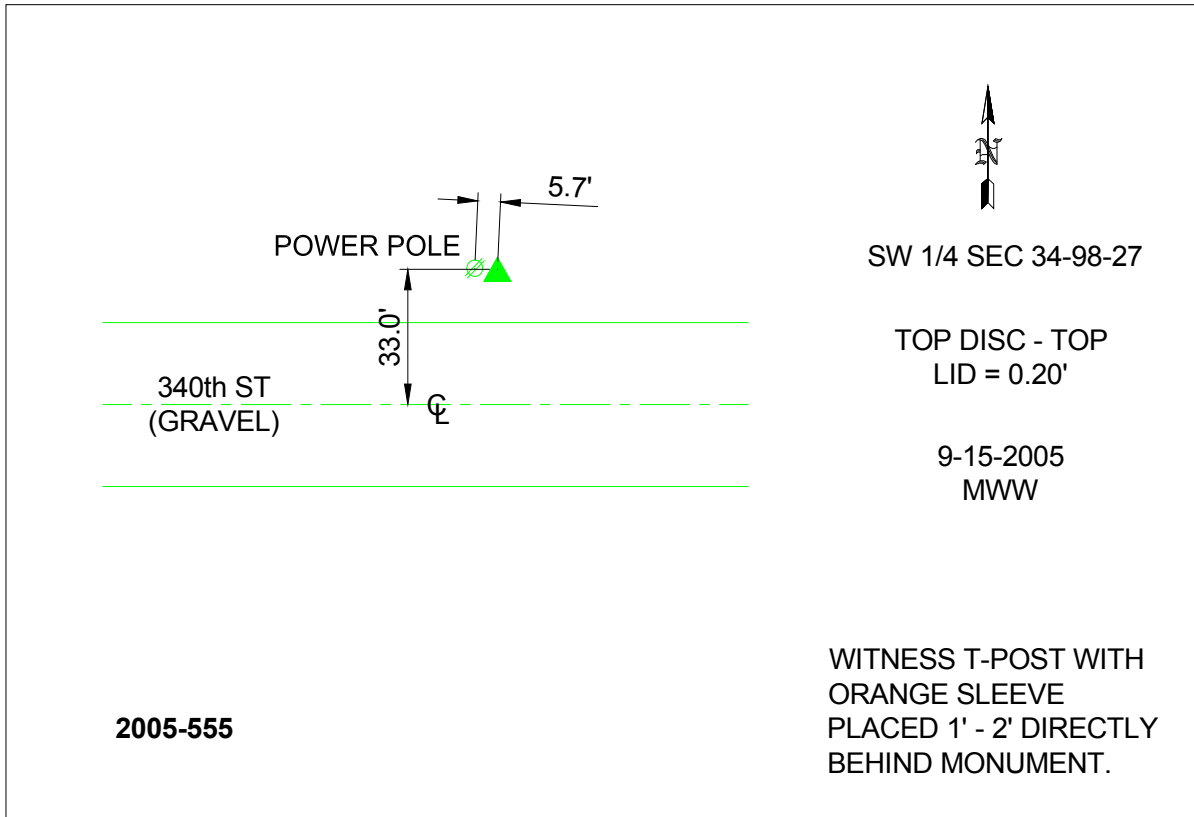 5.7'
POWER POLE
N
SW 1/4 SEC 34-98-27
33.0'
TOP DISC - TOP
LID = 0.20'
340th ST
(GRAVEL)
℄
9-15-2005
MWW
2005-555
WITNESS T-POST WITH
ORANGE SLEEVE
PLACED 1' - 2' DIRECTLY
BEHIND MONUMENT.